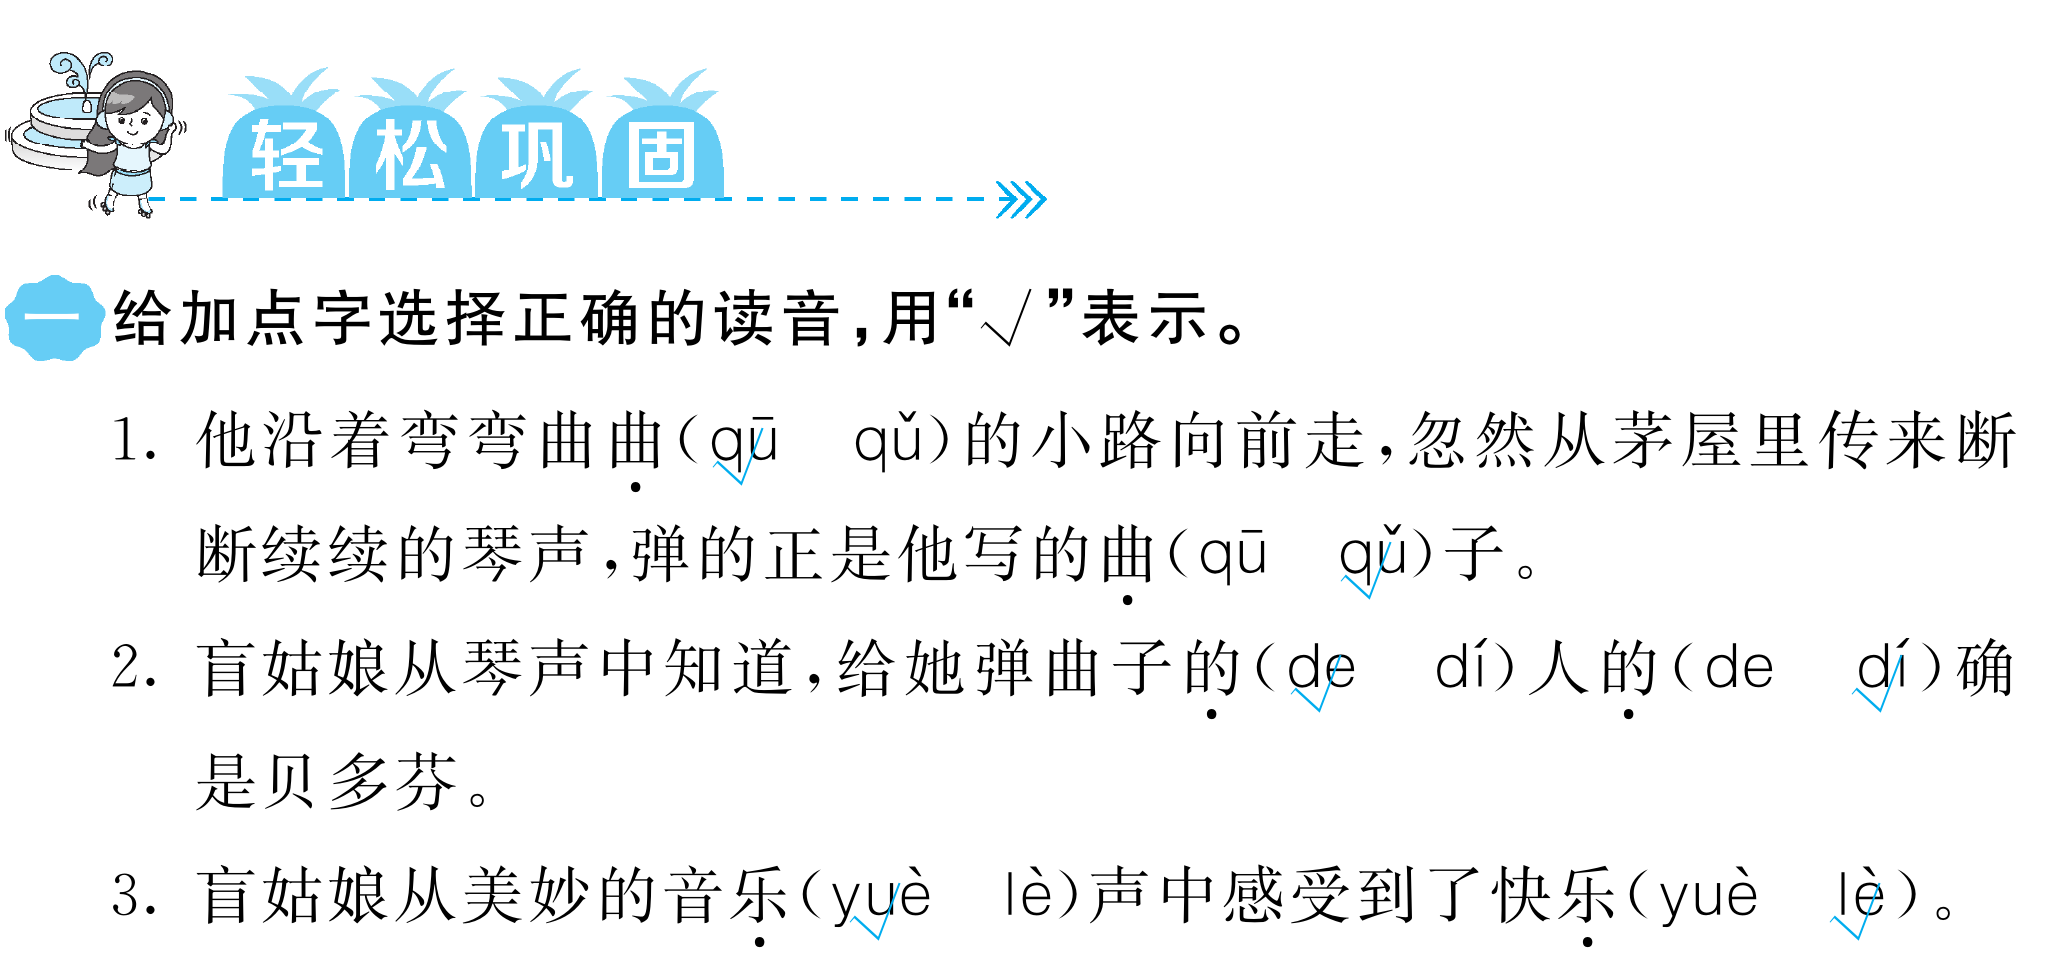 轻松巩固
一 给加点字选择正确的读音,用“√”表示。
1. 他沿着弯弯曲曲(qū√ qǔ)的小路向前走,忽然从茅屋里传来断
断续续的琴声,弹的正是他写的曲(qū qǔ√)子。
2. 盲姑娘从琴声中知道,给她弹曲子的(de√ dí)人的(de dí√)确
是贝多芬。
3. 盲姑娘从美妙的音乐(yuè√ lè)声中感受到了快乐(yuè lè√)。